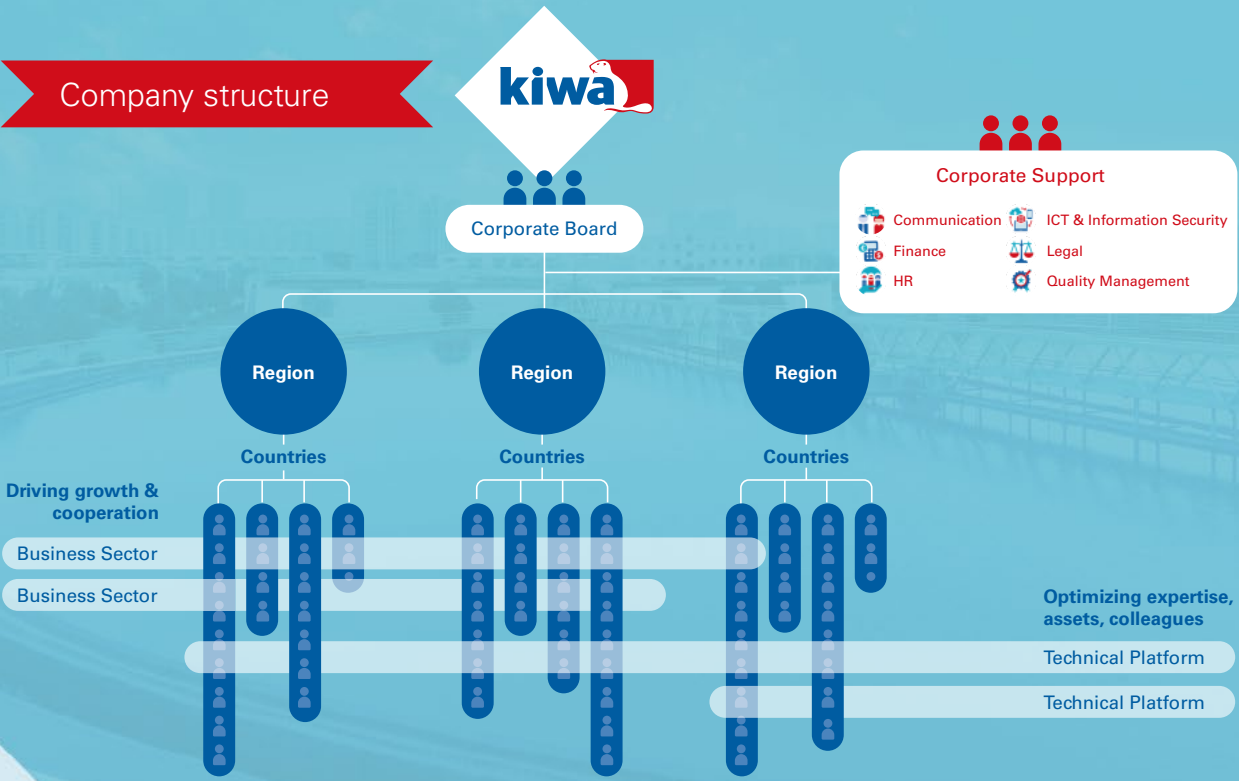 Company structure
kiwa
Corporate Board
Corporate Support
Communication
ICT & Information Security
Finance
Legal
HR
Quality Management
Region
Region
Region
Countries
Countries
Countries
Driving growth &
cooperation
Business Sector
Business Sector
Optimizing expertise,
assets, colleagues
Technical Platform
Technical Platform